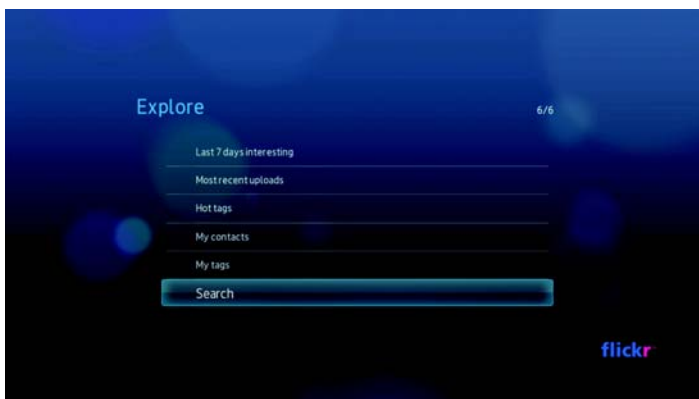 Explore
6/6
Last 7 days interesting
Most recent uploads
Hot tags
My contacts
My tags
Search
flickr